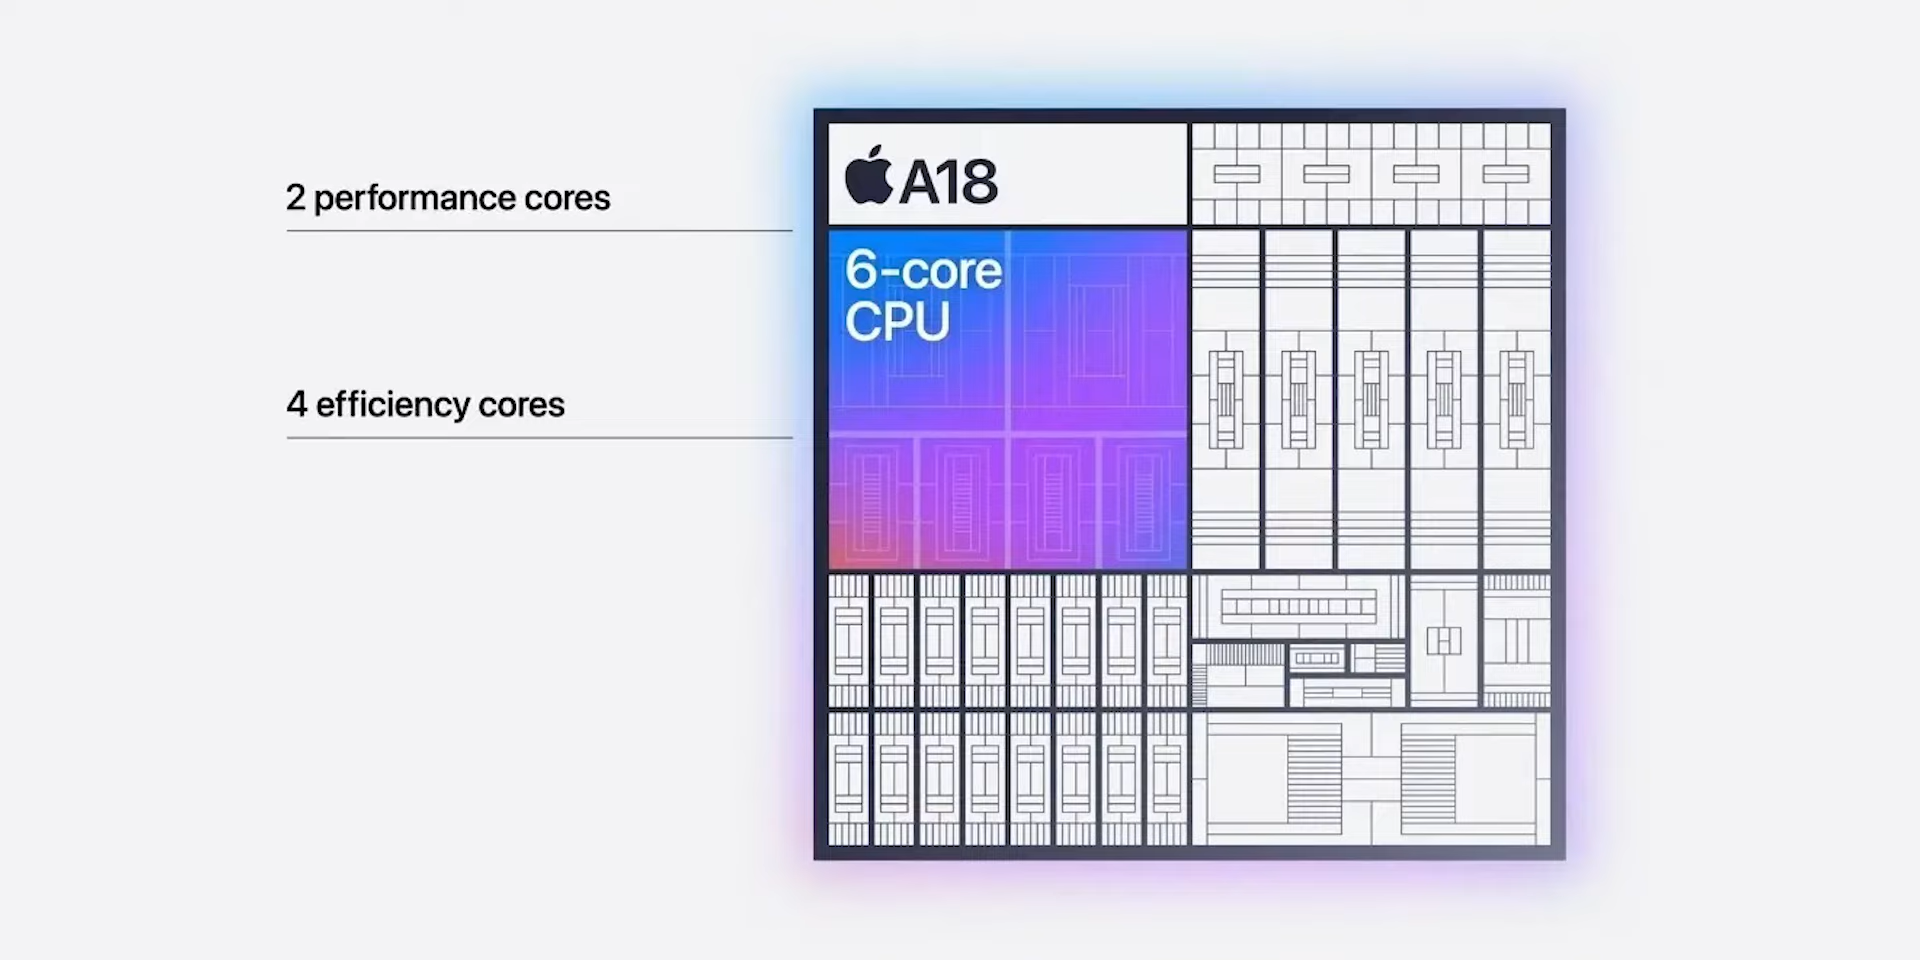 2 performance cores
4 efficiency cores
A18
6-core
CPU